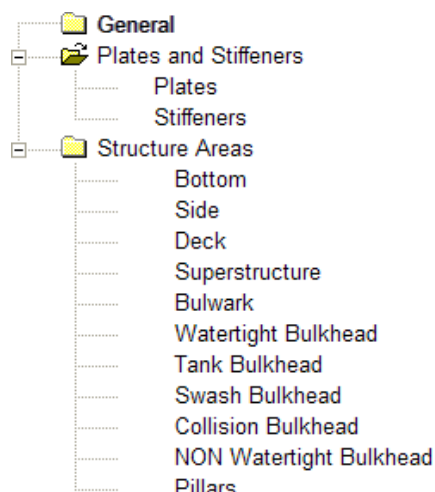 General
Plates and Stiffeners
Plates
Stiffeners
Structure Areas
Bottom
Side
Deck
Superstructure
Bulwark
Watertight Bulkhead
Tank Bulkhead
Swash Bulkhead
Collision Bulkhead
NON Watertight Bulkhead
Pillars